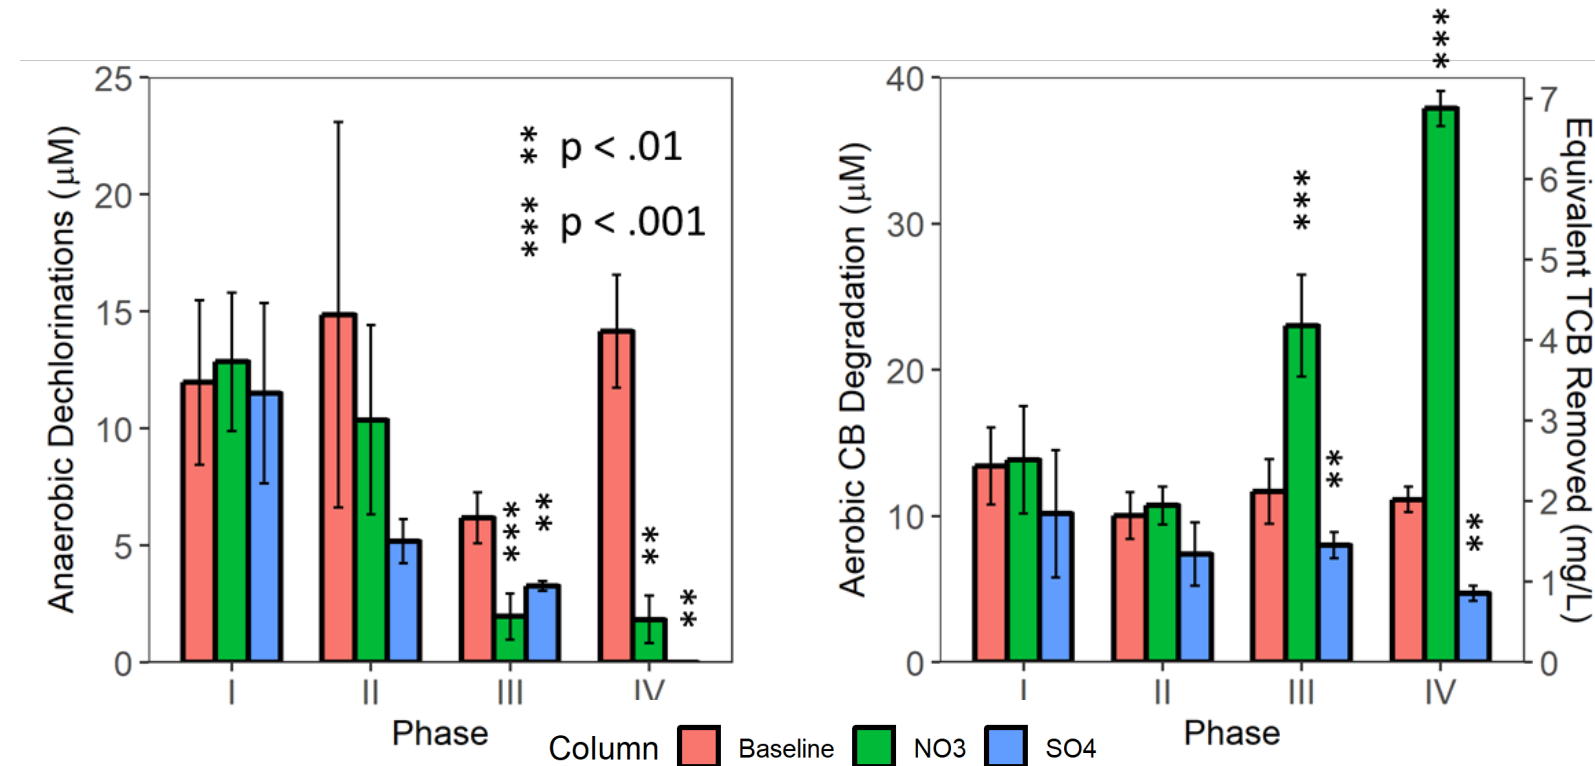 Anaerobic Dechlorinations (μM)
25
20
15
10
5
0
** p < .01
*** p < .001
***
**
**
**
I II III IV
Phase
Aerobic CB Degradation (μM)
40
30
20
10
0
***
**
***
**
I II III IV
Phase
7
6
5
4
3
2
1
0
Equivalent TCB Removed (mg/L)
Column Baseline NO3 SO4